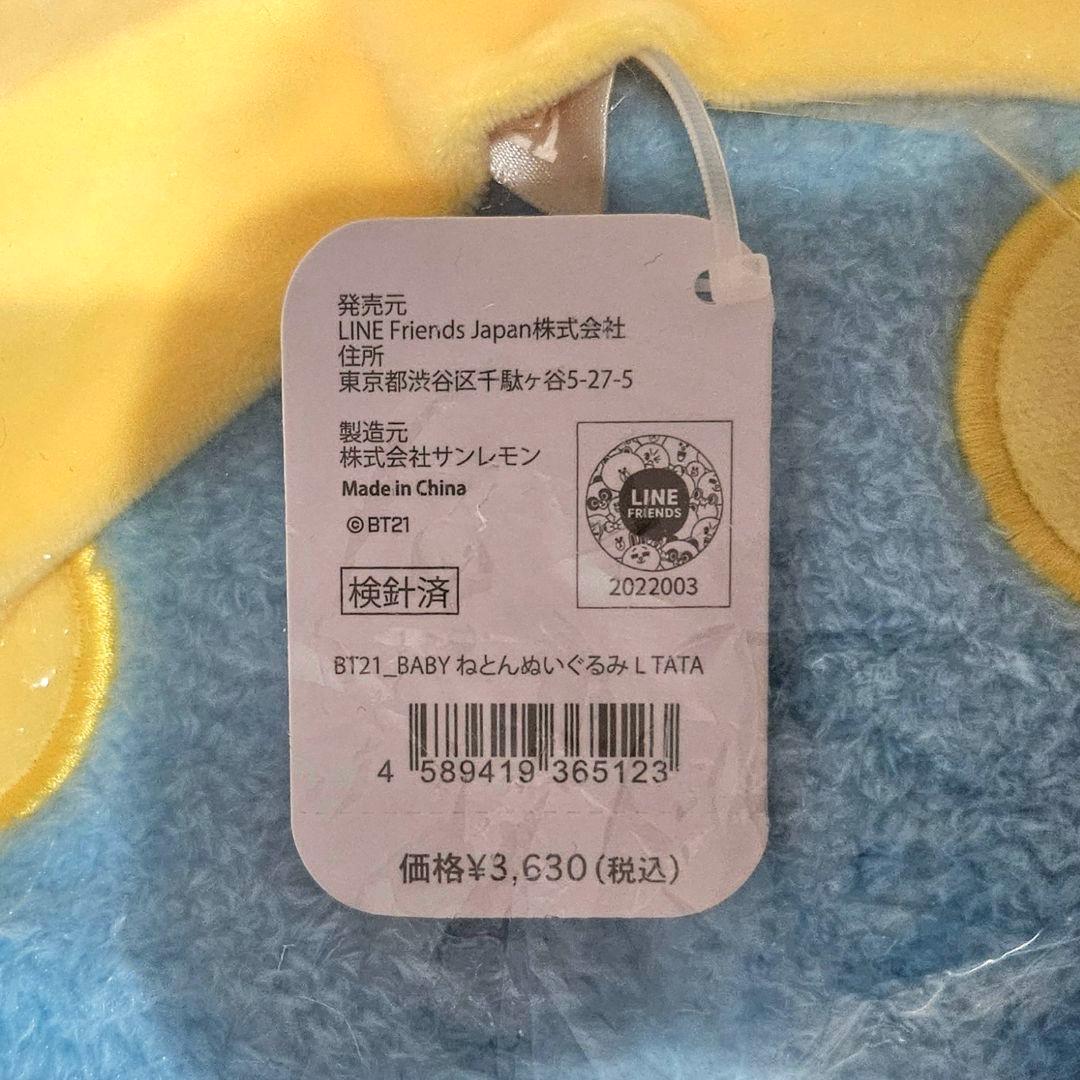 発売元
LINE Friends Japan株式会社
住所
東京都渋谷区千駄ヶ谷5-27-5
製造元
株式会社サンレモン
Made in China
©BT21
検針済
LINE
FRIENDS
2022003
BT21_BABY ねとんぬいぐるみ L TATA
4 589419 365123
価格¥3,630(税込)